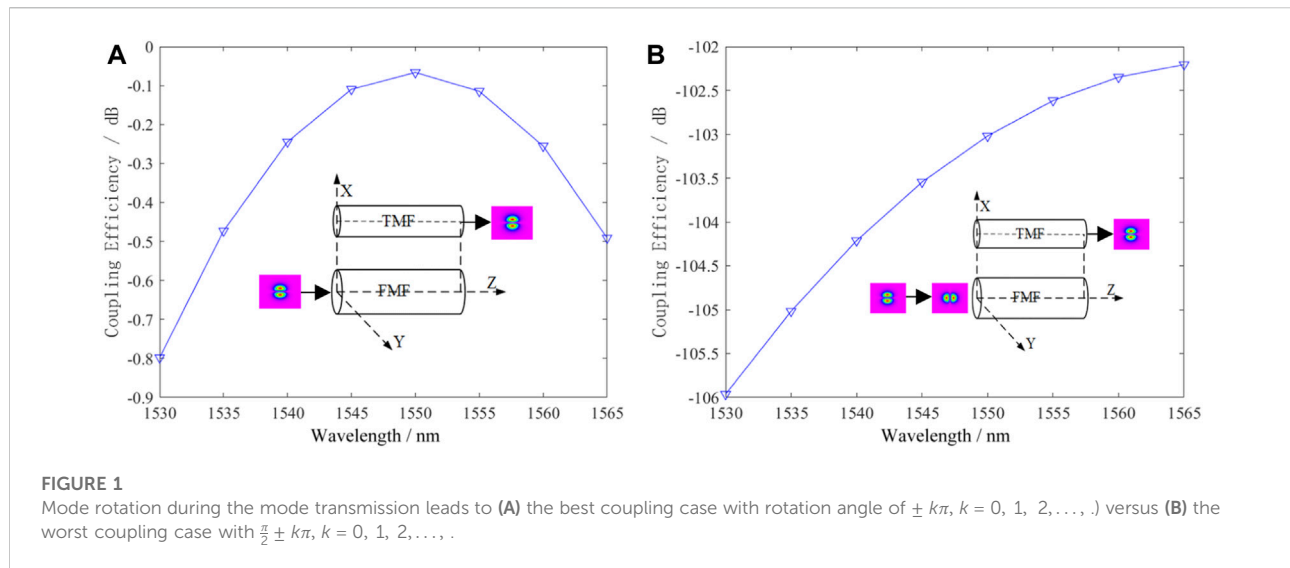 A
Coupling Efficiency / dB
0
-0.1
-0.2
-0.3
-0.4
-0.5
-0.6
-0.7
-0.8
-0.9
X
TMF
FMF
Z
Y
1530 1535 1540 1545 1550 1555 1560 1565
Wavelength / nm
B
Coupling Efficiency / dB
-102
-102.5
-103
-103.5
-104
-104.5
-105
-105.5
-106
X
TMF
FMF
Z
Y
1530 1535 1540 1545 1550 1555 1560 1565
Wavelength / nm
FIGURE 1
Mode rotation during the mode transmission leads to (A) the best coupling case with rotation angle of ± kπ, k = 0, 1, 2,..., .) versus (B) the
worst coupling case with π/2 ± kπ, k = 0, 1, 2,..., .